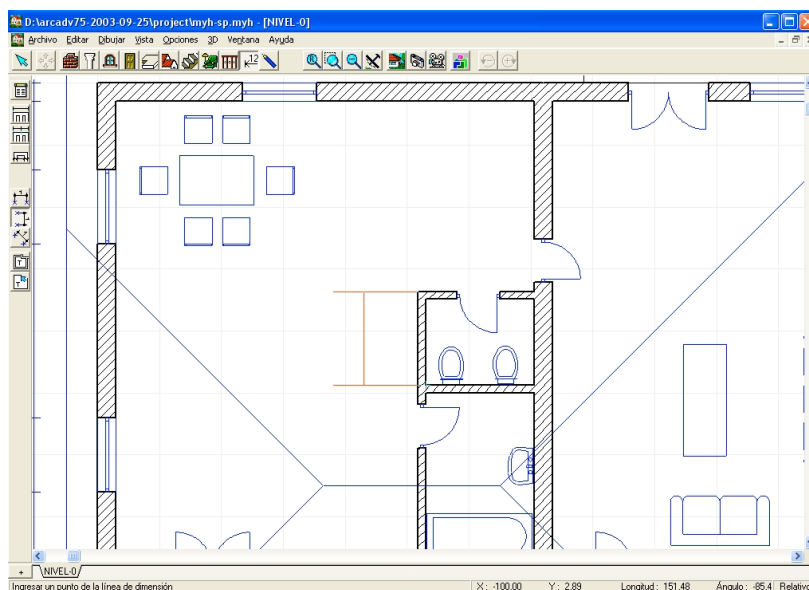 D:\arcadv75-2003-09-25\project\myh-sp.myh - [NIVEL-0]
Archivo Editar Dibujar Vista Opciones 3D Ventana Ayuda
NIVEL-0
Ingresar un punto de la línea de dimensión X: -100.00 Y: 2.89 Longitud: 151.48 Ángulo: -85.4 Relativo